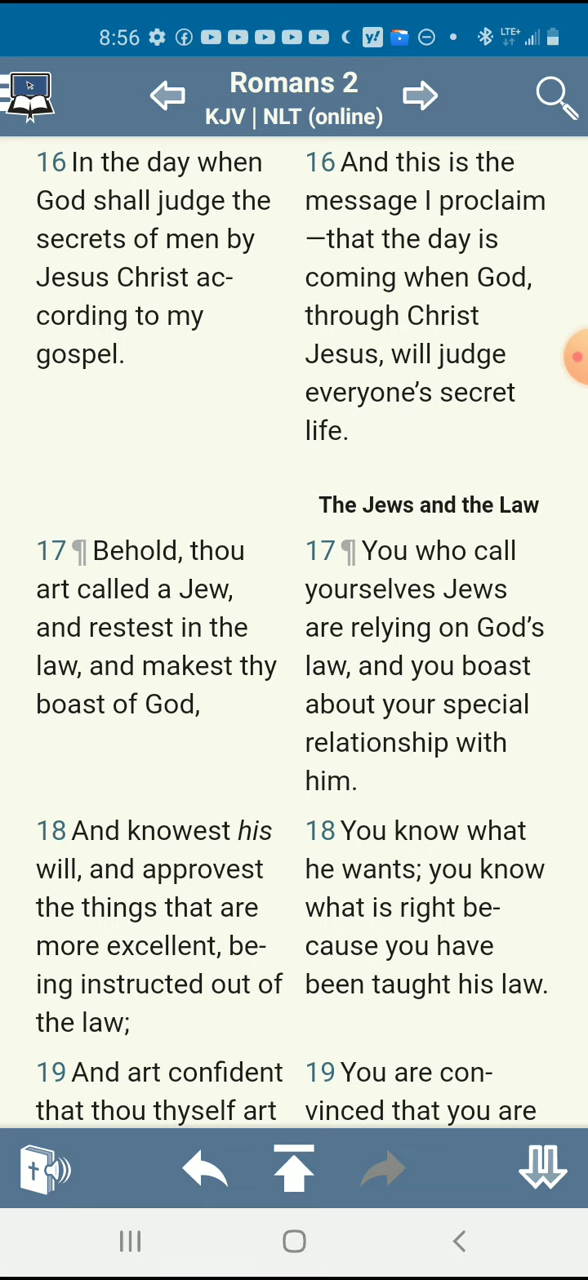 8:56
LTE+
Romans 2
KJV | NLT (online)
16 In the day when
God shall judge the
secrets of men by
Jesus Christ ac-
cording to my
gospel.
16 And this is the
message I proclaim
—that the day is
coming when God,
through Christ
Jesus, will judge
everyone’s secret
life.
The Jews and the Law
17 ¶ Behold, thou
art called a Jew,
and restest in the
law, and makest thy
boast of God,
17 ¶ You who call
yourselves Jews
are relying on God’s
law, and you boast
about your special
relationship with
him.
18 And knowest his
will, and approvest
the things that are
more excellent, be-
ing instructed out of
the law;
18 You know what
he wants; you know
what is right be-
cause you have
been taught his law.
19 And art confident
that thou thyself art
19 You are con-
vinced that you are